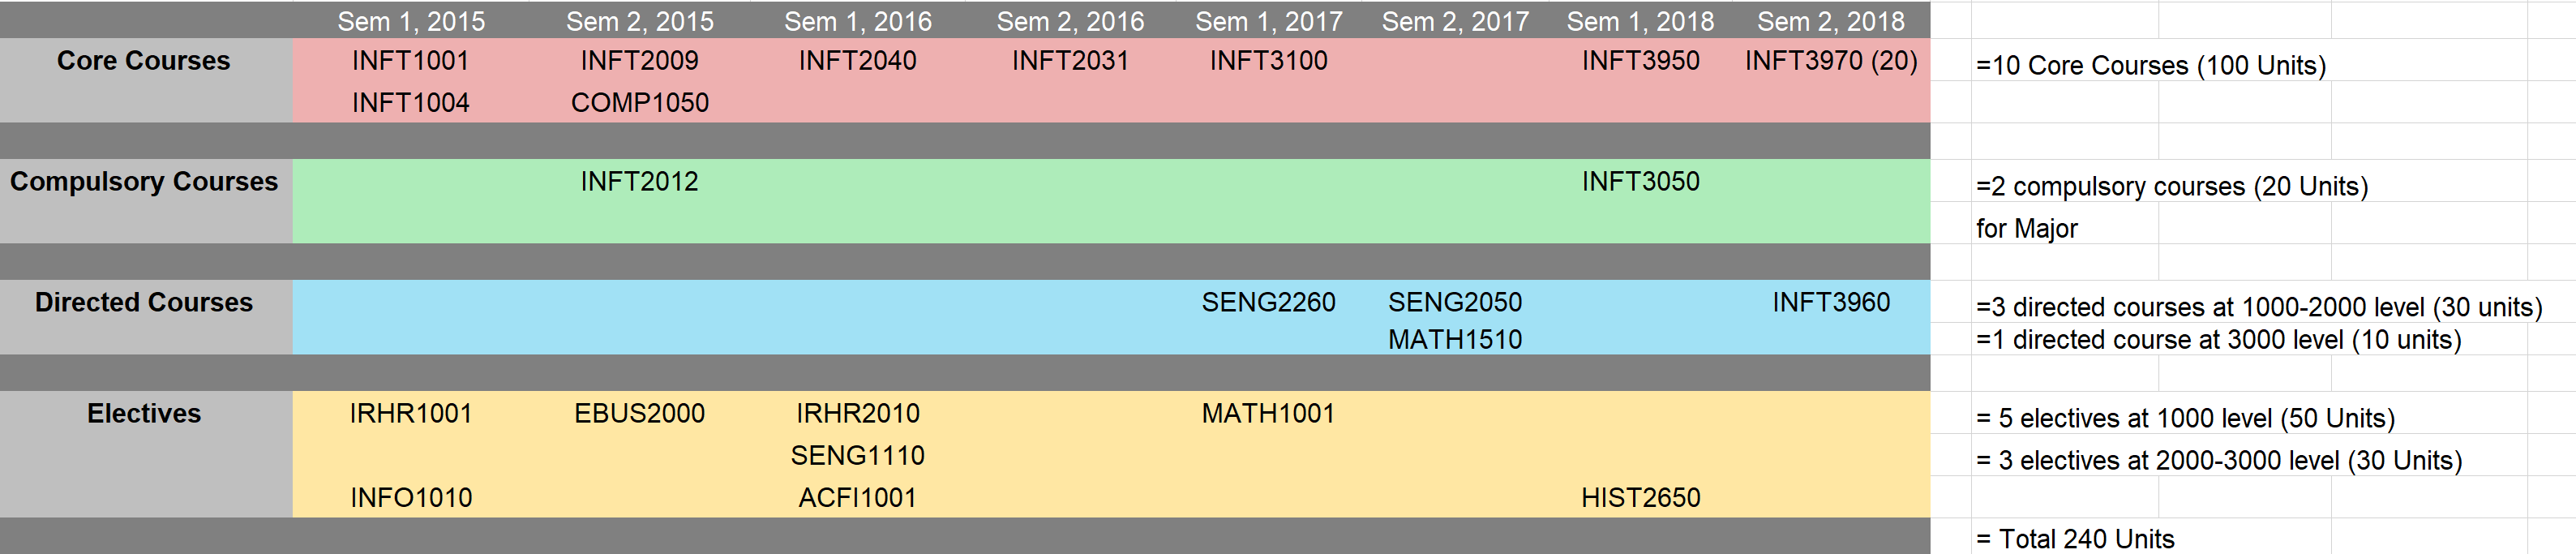 Sem 1, 2015 Sem 2, 2015 Sem 1, 2016 Sem 2, 2016 Sem 1, 2017 Sem 2, 2017 Sem 1, 2018 Sem 2, 2018
Core Courses INFT1001 INFT2009 INFT2040 INFT2031 INFT3100 INFT3950 INFT3970 (20) =10 Core Courses (100 Units)
INFT1004 COMP1050
Compulsory Courses INFT2012 INFT3050 =2 compulsory courses (20 Units)
for Major
Directed Courses SENG2260 SENG2050 INFT3960 =3 directed courses at 1000-2000 level (30 units)
MATH1510 =1 directed course at 3000 level (10 units)
Electives IRHR1001 EBUS2000 IRHR2010 MATH1001 = 5 electives at 1000 level (50 Units)
SENG1110 = 3 electives at 2000-3000 level (30 Units)
INFO1010 ACFI1001 HIST2650
= Total 240 Units